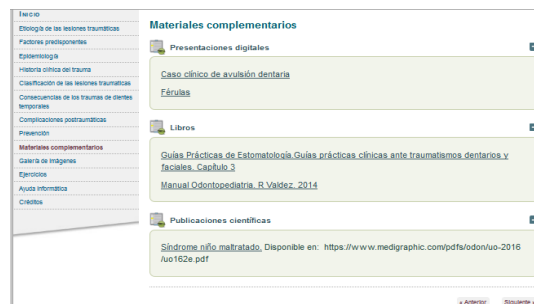 Inicio
Etiología de las lesiones traumáticas
Factores predisponentes
Epidemiología
Historia clínica del trauma
Clasificación de las lesiones traumáticas
Consecuencias de los traumas de dientes
temporales
Complicaciones postraumáticas
Prevención
Materiales complementarios
Galería de imágenes
Ejercicios
Ayuda informática
Créditos
Materiales complementarios
Presentaciones digitales
Caso clínico de avulsión dentaria
Férulas
Libros
Guías Prácticas de Estomatología.Guías prácticas clínicas ante traumatismos dentarios y
faciales. Capítulo 3
Manual Odontopediatria. R Valdez. 2014
Publicaciones científicas
Síndrome niño maltratado. Disponible en: https://www.medigraphic.com/pdfs/odon/uo-2016
/uo162e.pdf
« Anterior Siguiente »